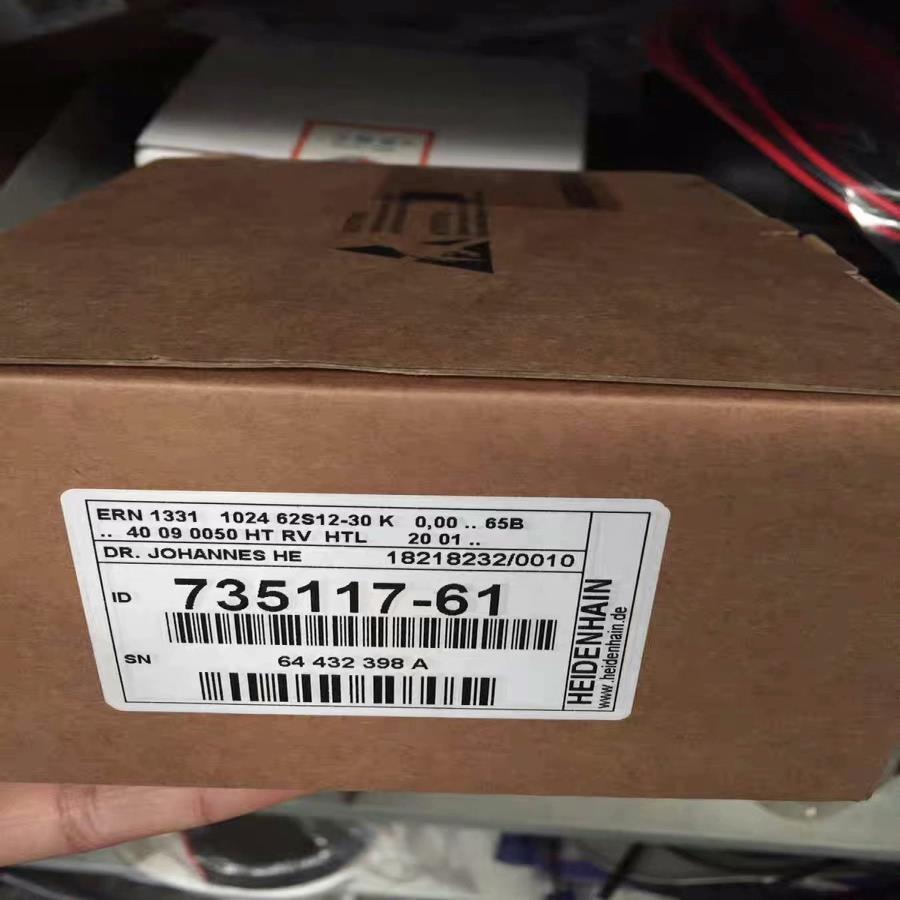 ERN 1331 1024 62S12-30 K 0,00 .. 65B
.. 40 09 0050 HT RV HTL 20 01 ..
DR. JOHANNES HE 18218232/0010
ID 735117-61
SN 64 432 398 A
HEIDENHAIN
www.heidenhain.de